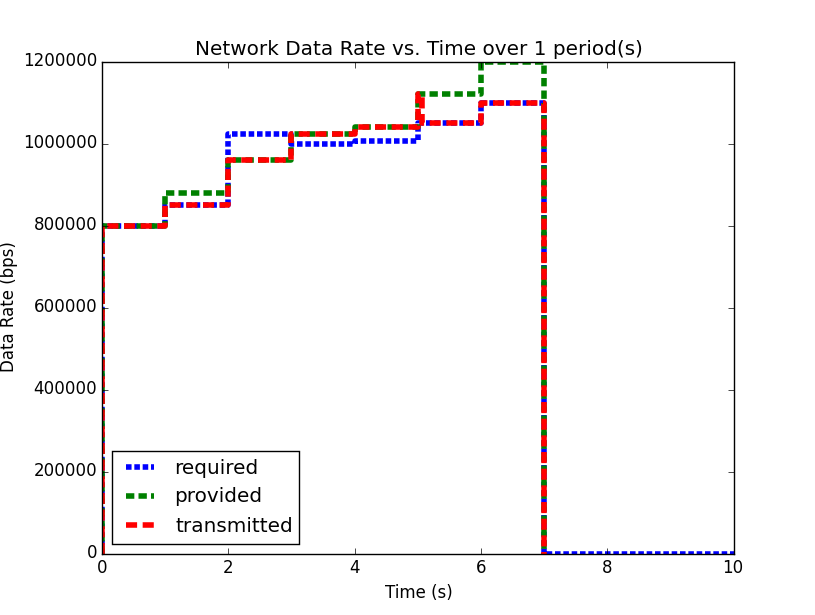 Network Data Rate vs. Time over 1 period(s)
1200000
1000000
800000
600000
400000
200000
0
Data Rate (bps)
required
provided
transmitted
0 2 4 6 8 10
Time (s)